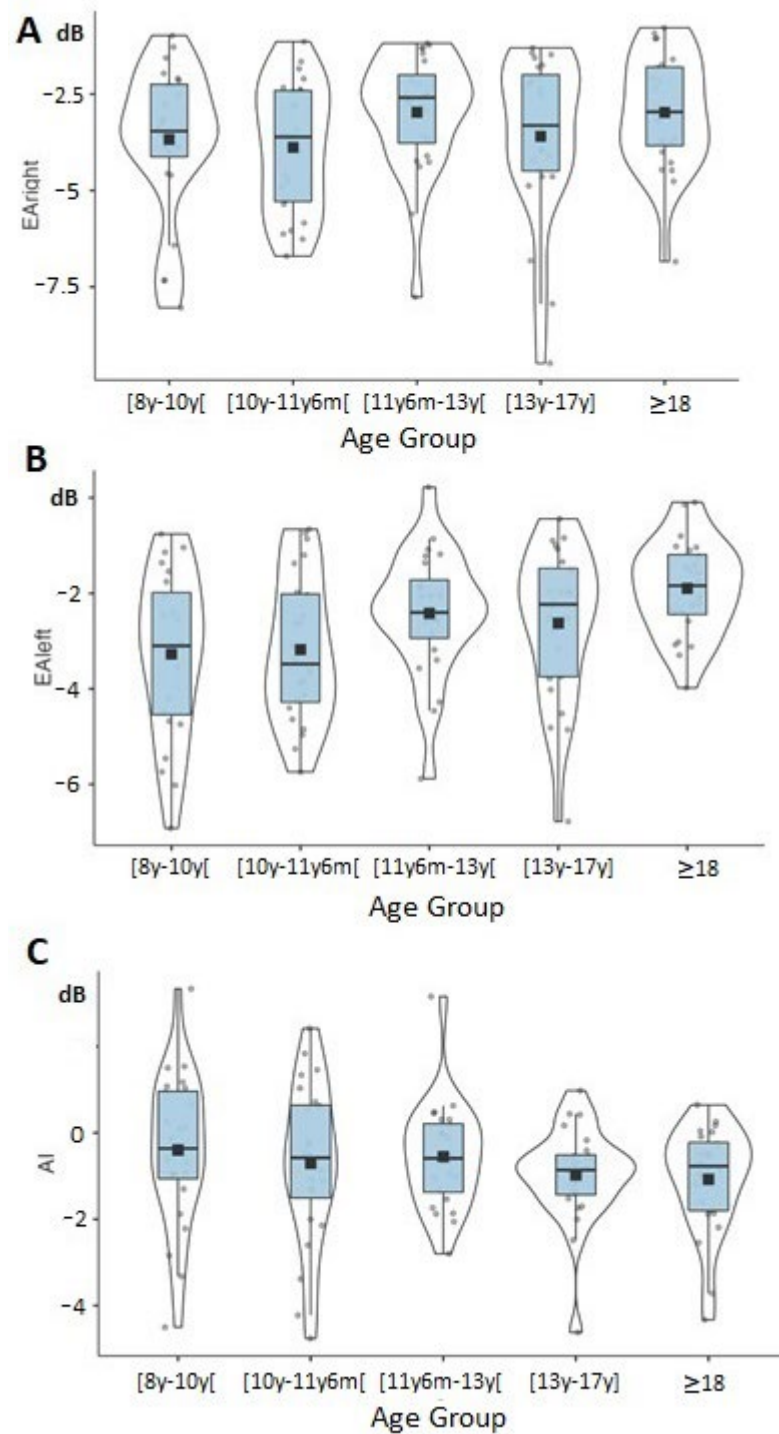 A
dB
−2.5
−5
−7.5
EAright
[8y-10y[ [10y-11y6m[ [11y6m-13y[ [13y-17y] ≥18
Age Group
B
dB
−2
−4
−6
EAleft
[8y-10y[ [10y-11y6m[ [11y6m-13y[ [13y-17y] ≥18
Age Group
C
dB
0
−2
−4
AI
[8y-10y[ [10y-11y6m[ [11y6m-13y[ [13y-17y] ≥18
Age Group